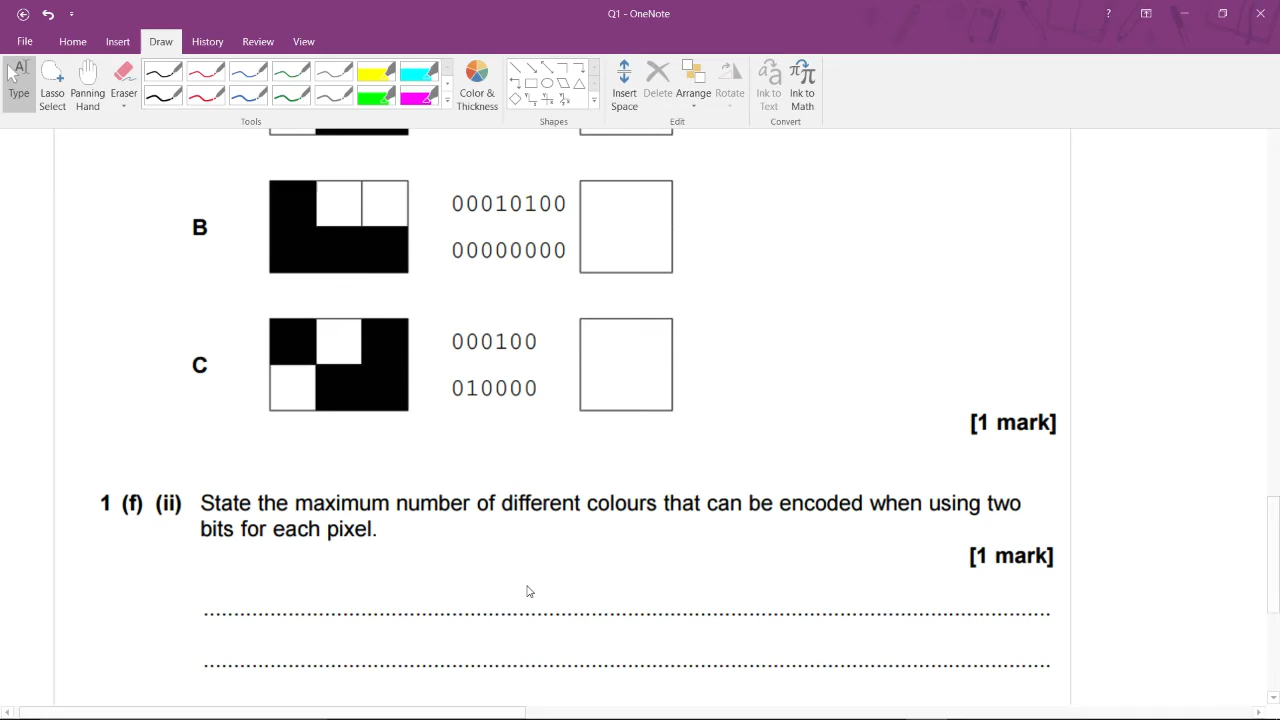 Q1 - OneNote
File Home Insert Draw History Review View
Type
Lasso Select
Panning Hand
Eraser
Color & Thickness
Insert Space
Delete
Arrange
Rotate
Ink to Text
Ink to Math
Tools
Shapes
Edit
Convert
B
00010100
00000000
C
000100
010000
[1 mark]
1 (f) (ii) State the maximum number of different colours that can be encoded when using two
bits for each pixel.
[1 mark]